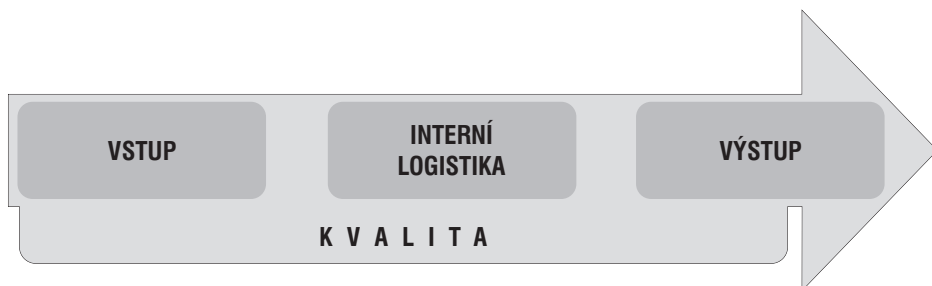 VSTUP
INTERNÍ
LOGISTIKA
VÝSTUP
K V A L I T A